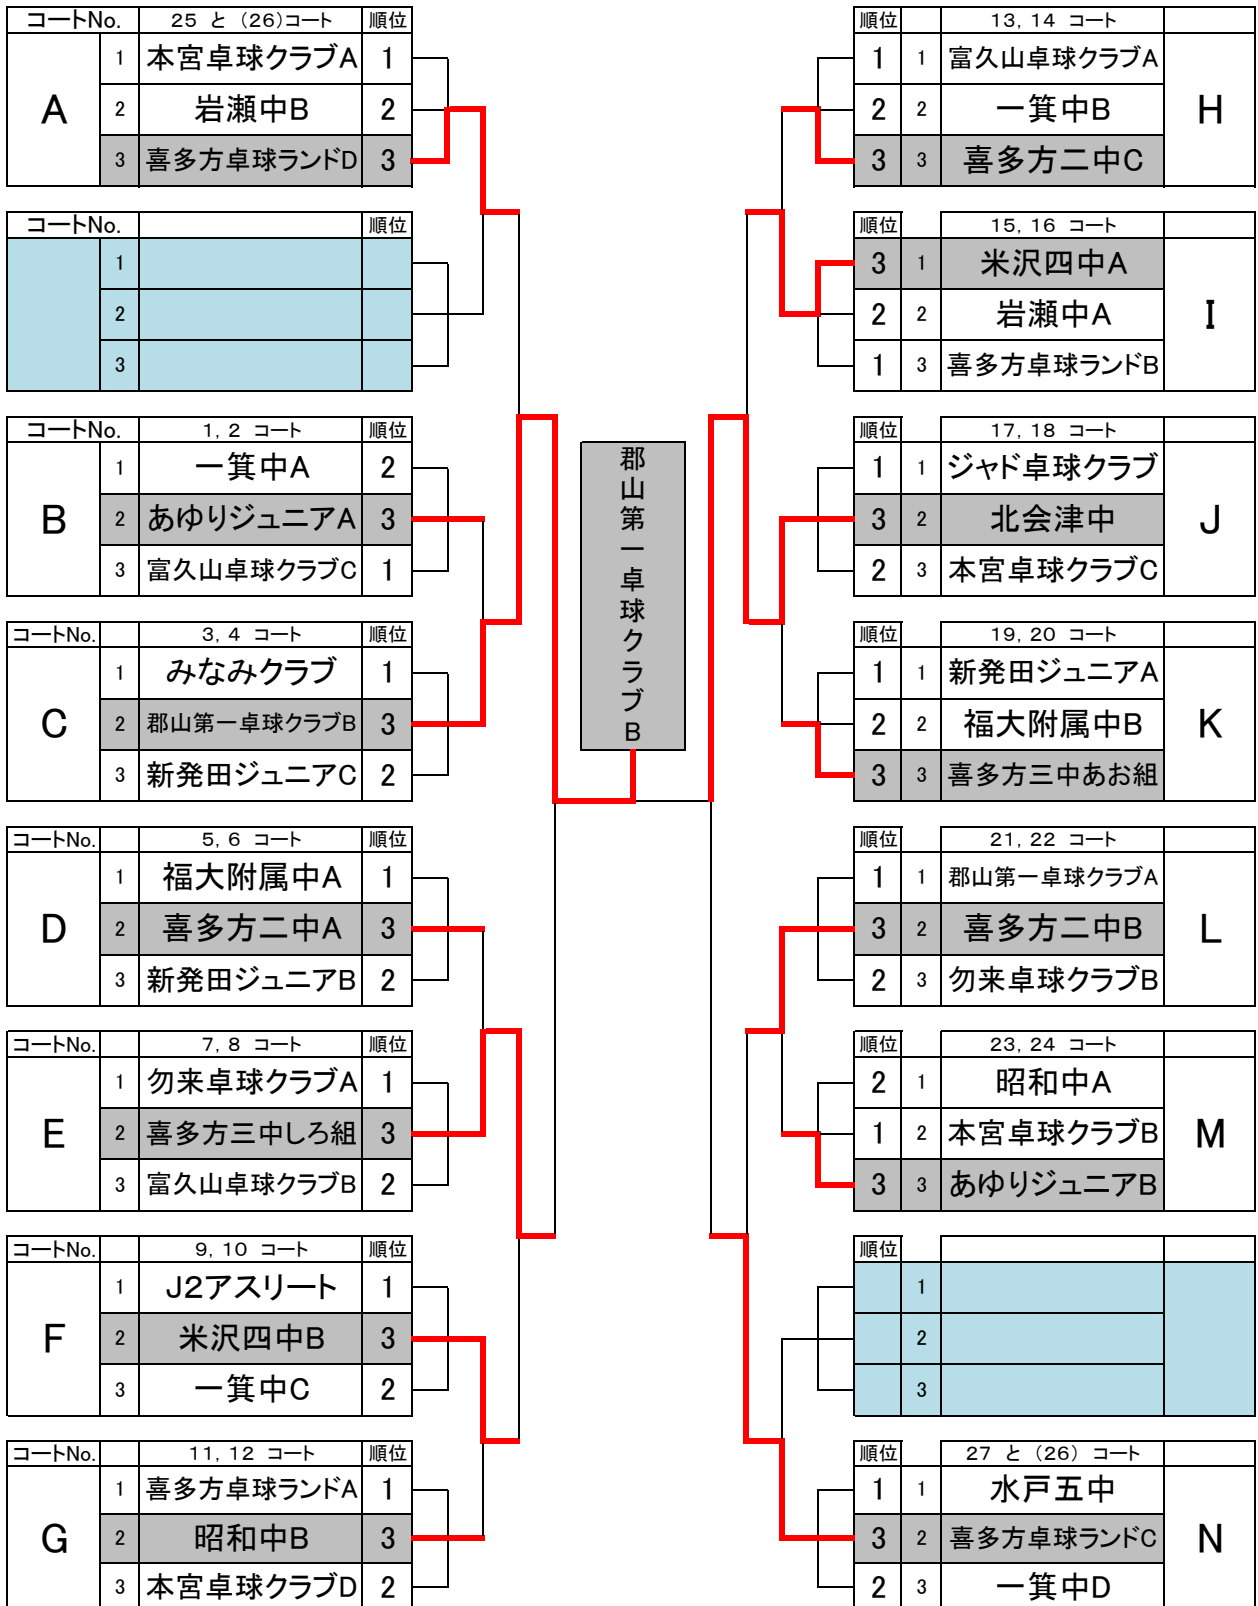 コートNo. 25 と (26)コート 順位
A
1 本宮卓球クラブA 1
2 岩瀬中B 2
3 喜多方卓球ランドD 3
コートNo. 順位
1
2
3
コートNo. 1, 2 コート 順位
B
1 一箕中A 2
2 あゆりジュニアA 3
3 富久山卓球クラブC 1
コートNo. 3, 4 コート 順位
C
1 みなみクラブ 1
2 郡山第一卓球クラブB 3
3 新発田ジュニアC 2
コートNo. 5, 6 コート 順位
D
1 福大附属中A 1
2 喜多方二中A 3
3 新発田ジュニアB 2
コートNo. 7, 8 コート 順位
E
1 勿来卓球クラブA 1
2 喜多方三中しろ組 3
3 富久山卓球クラブB 2
コートNo. 9, 10 コート 順位
F
1 J2アスリート 1
2 米沢四中B 3
3 一箕中C 2
コートNo. 11, 12 コート 順位
G
1 喜多方卓球ランドA 1
2 昭和中B 3
3 本宮卓球クラブD 2
郡山第一卓球クラブB
順位 13, 14 コート
1 1 富久山卓球クラブA
2 2 一箕中B
3 3 喜多方二中C
H
順位 15, 16 コート
3 1 米沢四中A
2 2 岩瀬中A
1 3 喜多方卓球ランドB
I
順位 17, 18 コート
1 1 ジャド卓球クラブ
3 2 北会津中
2 3 本宮卓球クラブC
J
順位 19, 20 コート
1 1 新発田ジュニアA
2 2 福大附属中B
3 3 喜多方三中あお組
K
順位 21, 22 コート
1 1 郡山第一卓球クラブA
3 2 喜多方二中B
2 3 勿来卓球クラブB
L
順位 23, 24 コート
2 1 昭和中A
1 2 本宮卓球クラブB
3 3 あゆりジュニアB
M
順位
1
2
3
順位 27 と (26) コート
1 1 水戸五中
3 2 喜多方卓球ランドC
2 3 一箕中D
N